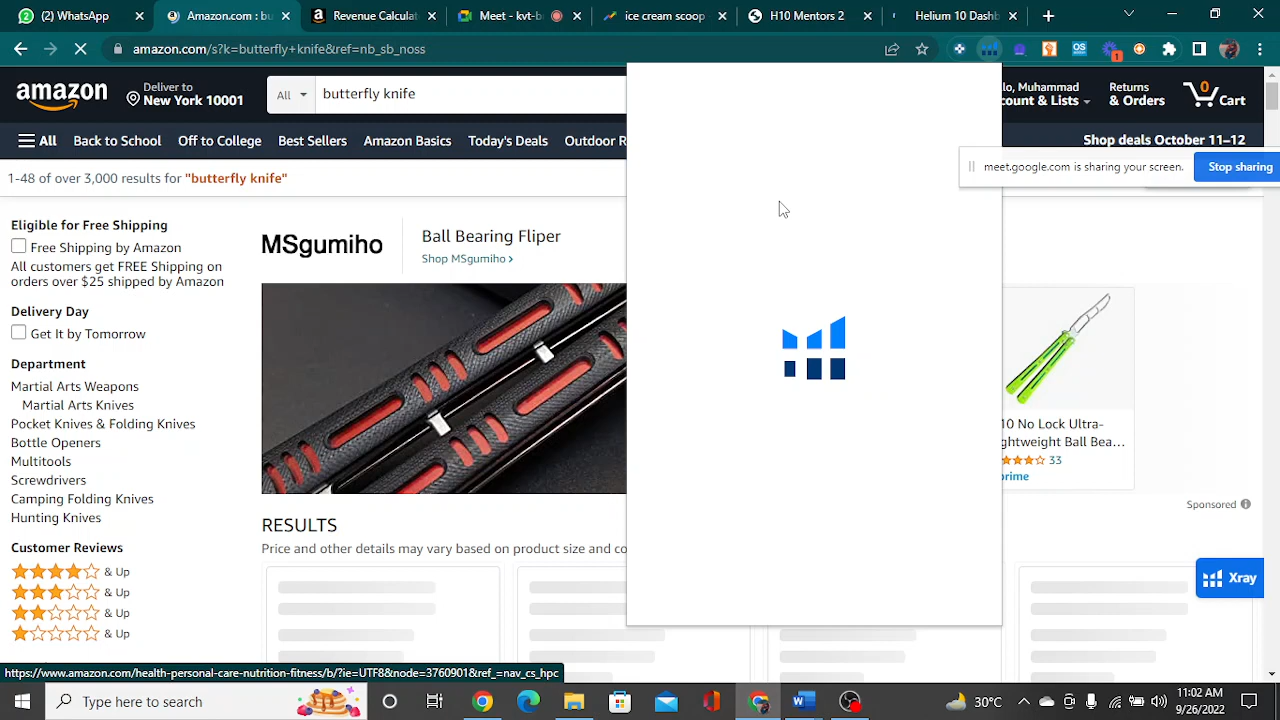 (2) WhatsApp
Amazon.com : bu
Revenue Calculat
Meet - kvt-b
ice cream scoop
H10 Mentors 2
Helium 10 Dash
amazon.com/s?k=butterfly+knife&ref=nb_sb_noss
OS
1
amazon
Deliver to
New York 10001
All
butterfly knife
lo, Muhammad
count & Lists
Returns
& Orders
0
Cart
All
Back to School
Off to College
Best Sellers
Amazon Basics
Today's Deals
Outdoor R
Shop deals October 11-12
meet.google.com is sharing your screen.
Stop sharing
1-48 of over 3,000 results for "butterfly knife"
Eligible for Free Shipping
Free Shipping by Amazon
All customers get FREE Shipping on
orders over $25 shipped by Amazon
Delivery Day
Get It by Tomorrow
Department
Martial Arts Weapons
Martial Arts Knives
Pocket Knives & Folding Knives
Bottle Openers
Multitools
Screwdrivers
Camping Folding Knives
Hunting Knives
Customer Reviews
& Up
& Up
& Up
& Up
MSgumiho
Ball Bearing Fliper
Shop MSgumiho
10 No Lock Ultra-
ghtweight Ball Bea...
33
prime
Sponsored
RESULTS
Price and other details may vary based on product size and co
Xray
https://www.amazon.com/health-personal-care-nutrition-fitness/b/?ie=UTF8&node=3760901&ref_=nav_cs_hpc
Type here to search
30°C
11:02 AM
9/26/2022